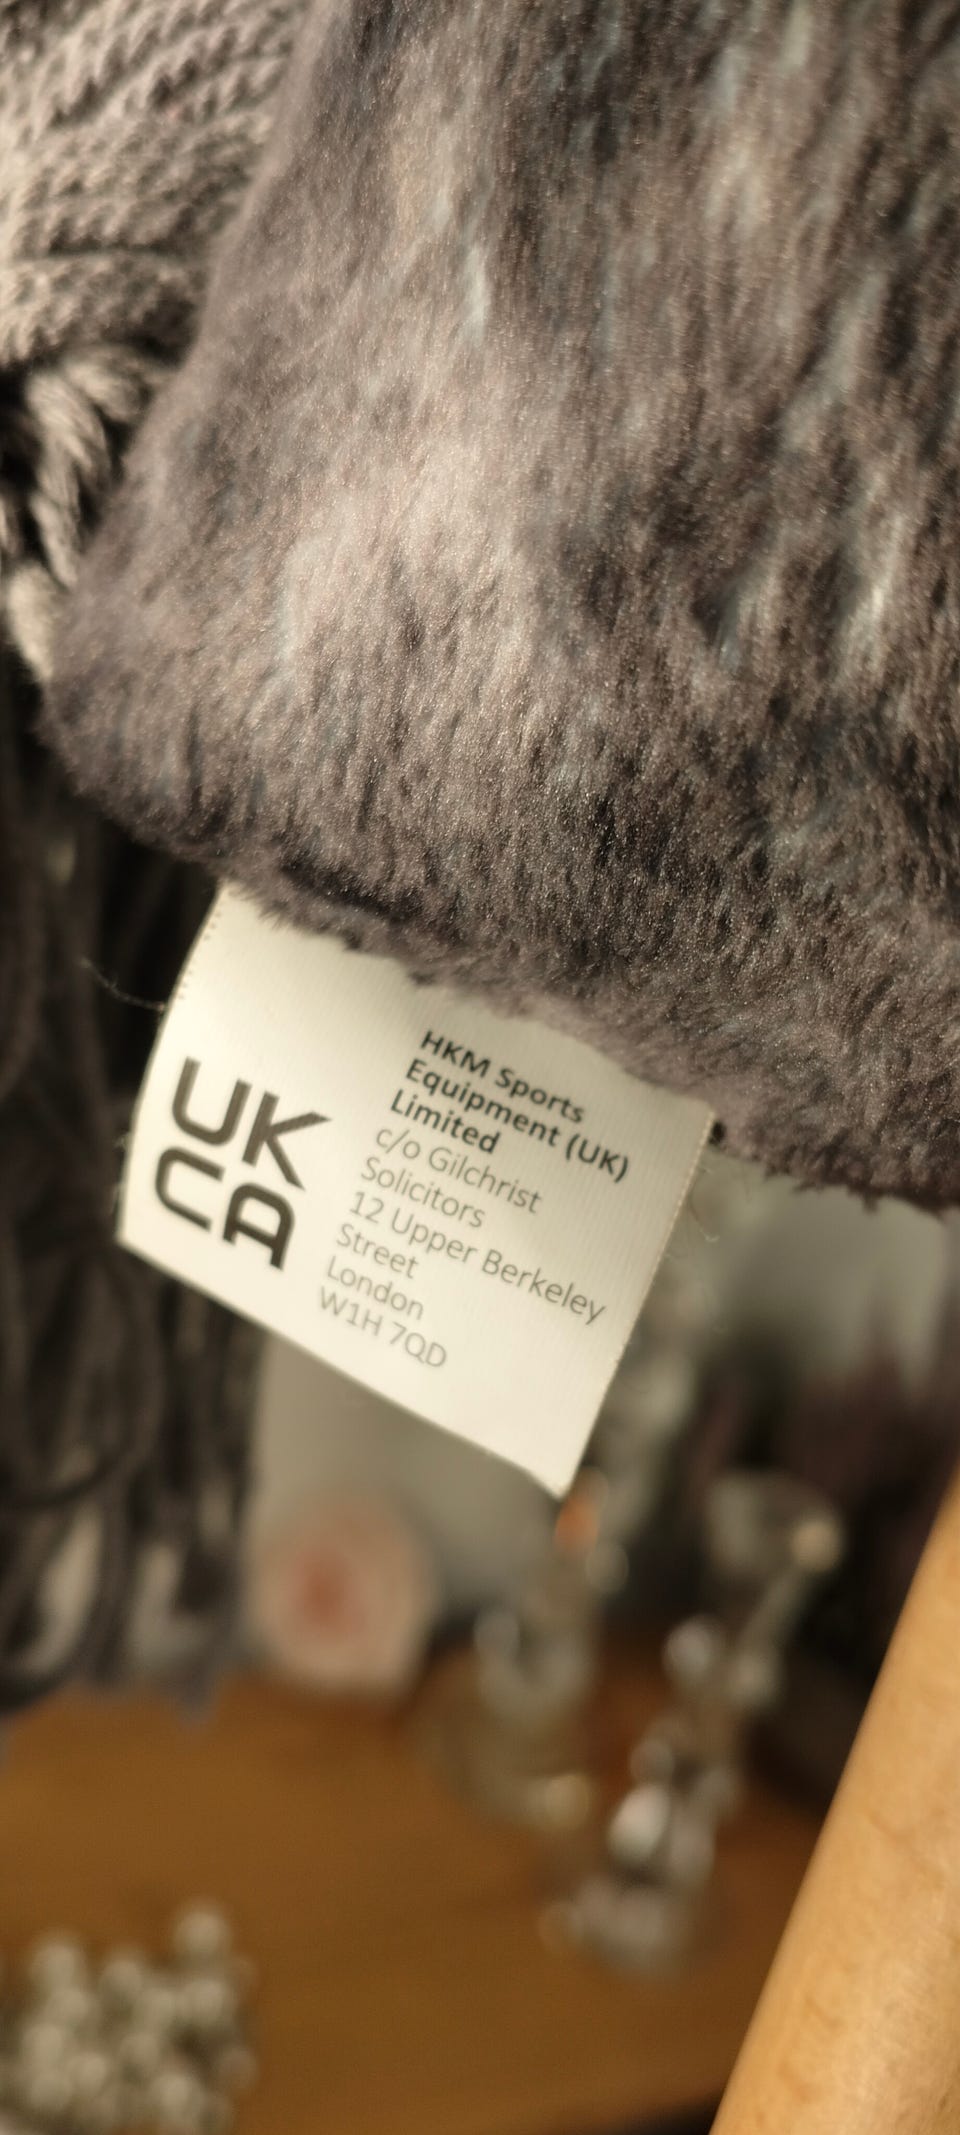 UK
CA
HKM Sports
Equipment (UK)
Limited
c/o Gilchrist
Solicitors
12 Upper Berkeley
Street
London
W1H 7QD